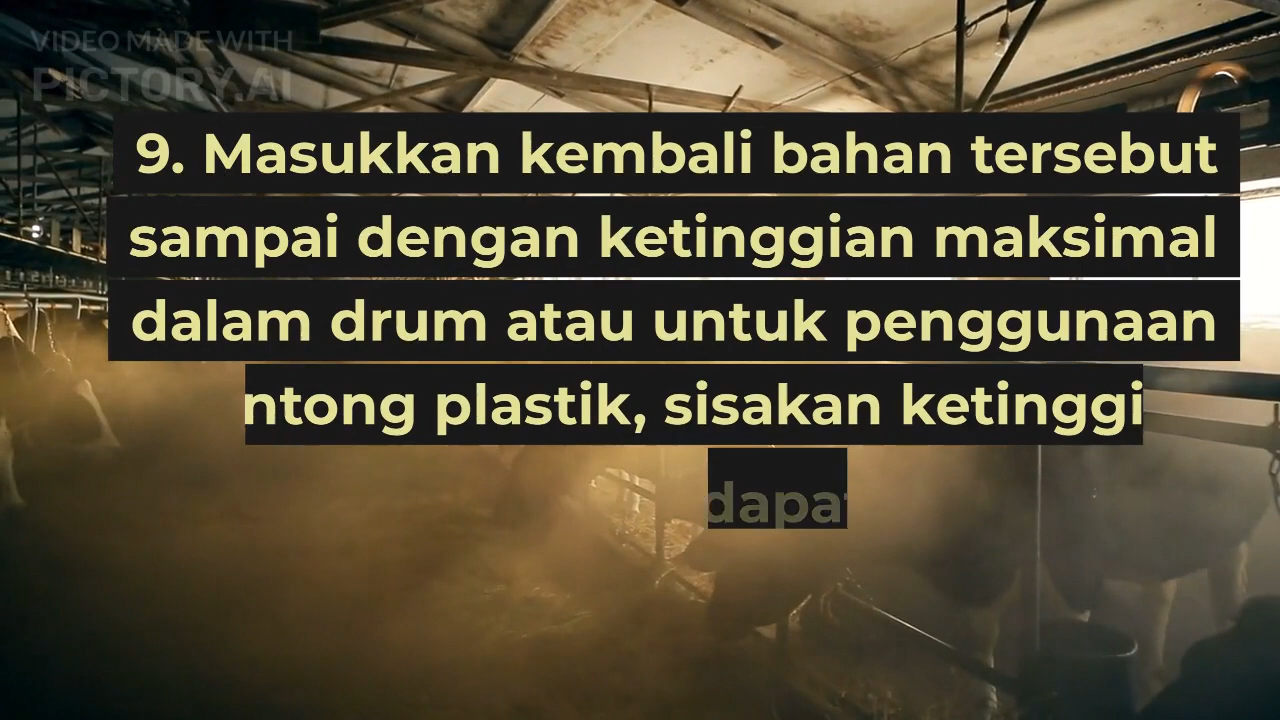 VIDEO MADE WITH
PICTORY.AI
9. Masukkan kembali bahan tersebut
sampai dengan ketinggian maksimal
dalam drum atau untuk penggunaan
ntong plastik, sisakan ketinggi
dapat